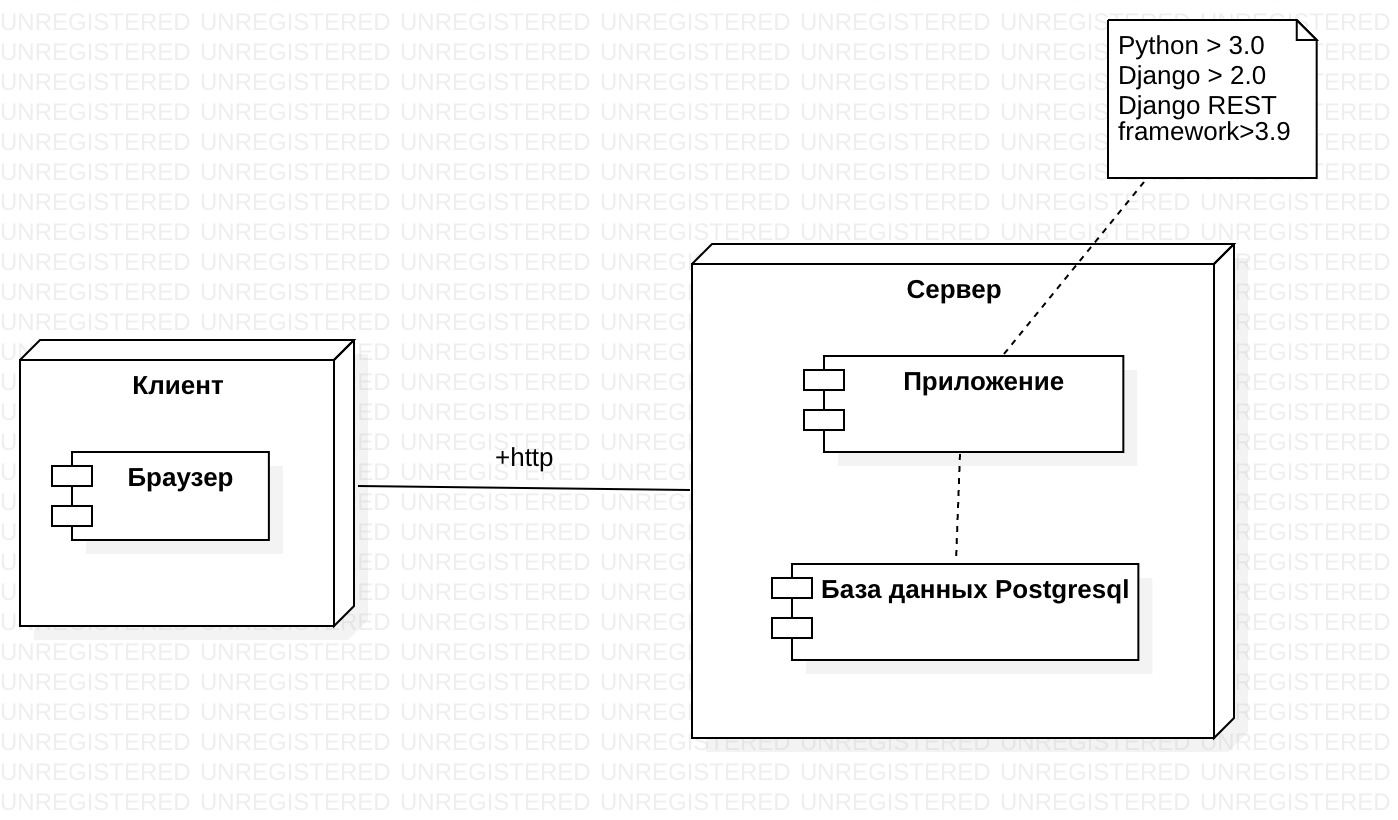 Python > 3.0
Django > 2.0
Django REST
framework>3.9
Сервер
Клиент
Приложение
+http
Браузер
База данных Postgresql
UNREGISTERED